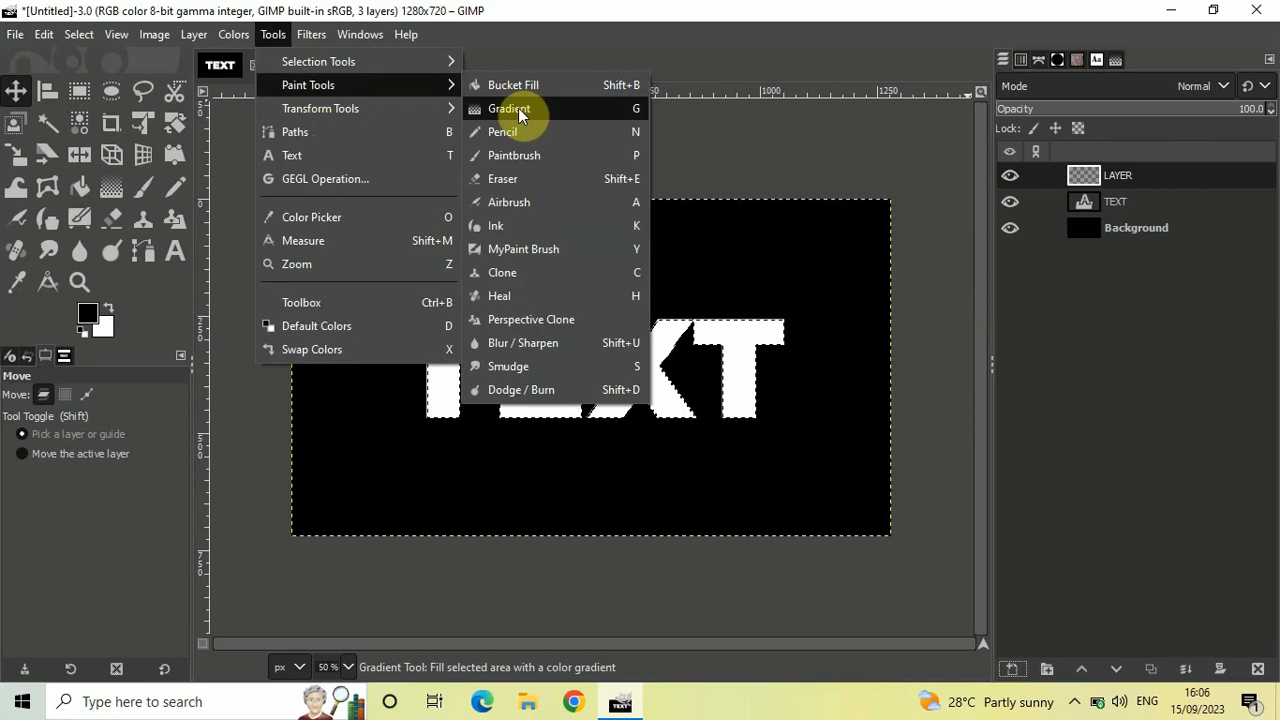 *[Untitled]-3.0 (RGB color 8-bit gamma integer, GIMP built-in sRGB, 3 layers) 1280x720 – GIMP
File Edit Select View Image Layer Colors Tools Filters Windows Help
TEXT
Selection Tools
Paint Tools
Transform Tools
Paths B
Text T
GEGL Operation...
Color Picker O
Measure Shift+M
Zoom Z
Toolbox Ctrl+B
Default Colors D
Swap Colors X
Bucket Fill Shift+B
Gradient G
Pencil N
Paintbrush P
Eraser Shift+E
Airbrush A
Ink K
MyPaint Brush Y
Clone C
Heal H
Perspective Clone
Blur / Sharpen Shift+U
Smudge S
Dodge / Burn Shift+D
1000 1250
0
250
500
750
TEXT
Move
Move:
Tool Toggle (Shift)
Pick a layer or guide
Move the active layer
Mode Normal
Opacity 100.0
Lock:
LAYER
TEXT
Background
px 50 % Gradient Tool: Fill selected area with a color gradient
Type here to search
28°C Partly sunny
ENG
16:06
15/09/2023
1